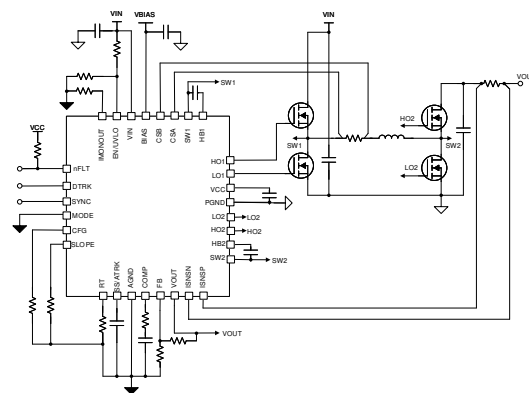 VIN
VBIAS
VIN
SW1
VOU
HO2
SW1
SW2
LO2
VCC
IMONOUT
EN/UVLO
VIN
BIAS
CSB
CSA
SW1
HB1
nFLT
DTRK
SYNC
MODE
CFG
SLOPE
HO1
LO1
VCC
PGND
LO2
LO2
HO2
HO2
HB2
SW2
SW2
RT
SS/ATRK
AGND
COMP
FB
VOUT
ISNSN
ISNSP
VOUT